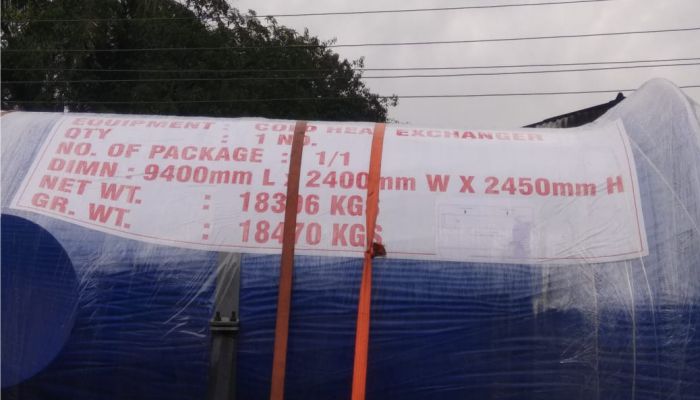 EQUIPMENT : COLD HEAT EXCHANGER
QTY : 1 NO.
NO. OF PACKAGE : 1/1
DIMN : 9400mm L x 2400mm W X 2450mm H
NET WT. : KGS
GR. WT. : 18470 KGS